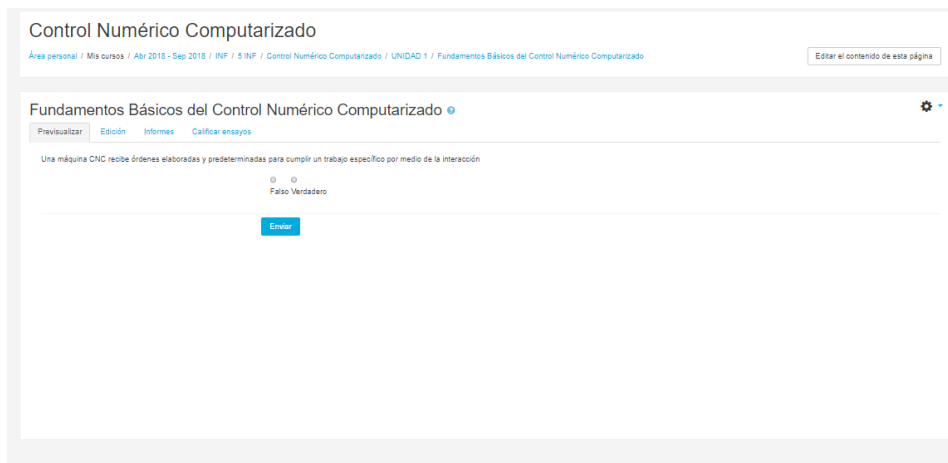 Control Numérico Computarizado
Área personal / Mis cursos / Abr 2018 - Sep 2018 / INF / 5 INF / Control Numérico Computarizado / UNIDAD 1 / Fundamentos Básicos del Control Numérico Computarizado
Editar el contenido de esta página
Fundamentos Básicos del Control Numérico Computarizado
Previsualizar Edición Informes Calificar ensayos
Una máquina CNC recibe órdenes elaboradas y predeterminadas para cumplir un trabajo específico por medio de la interacción
Falso Verdadero
Enviar